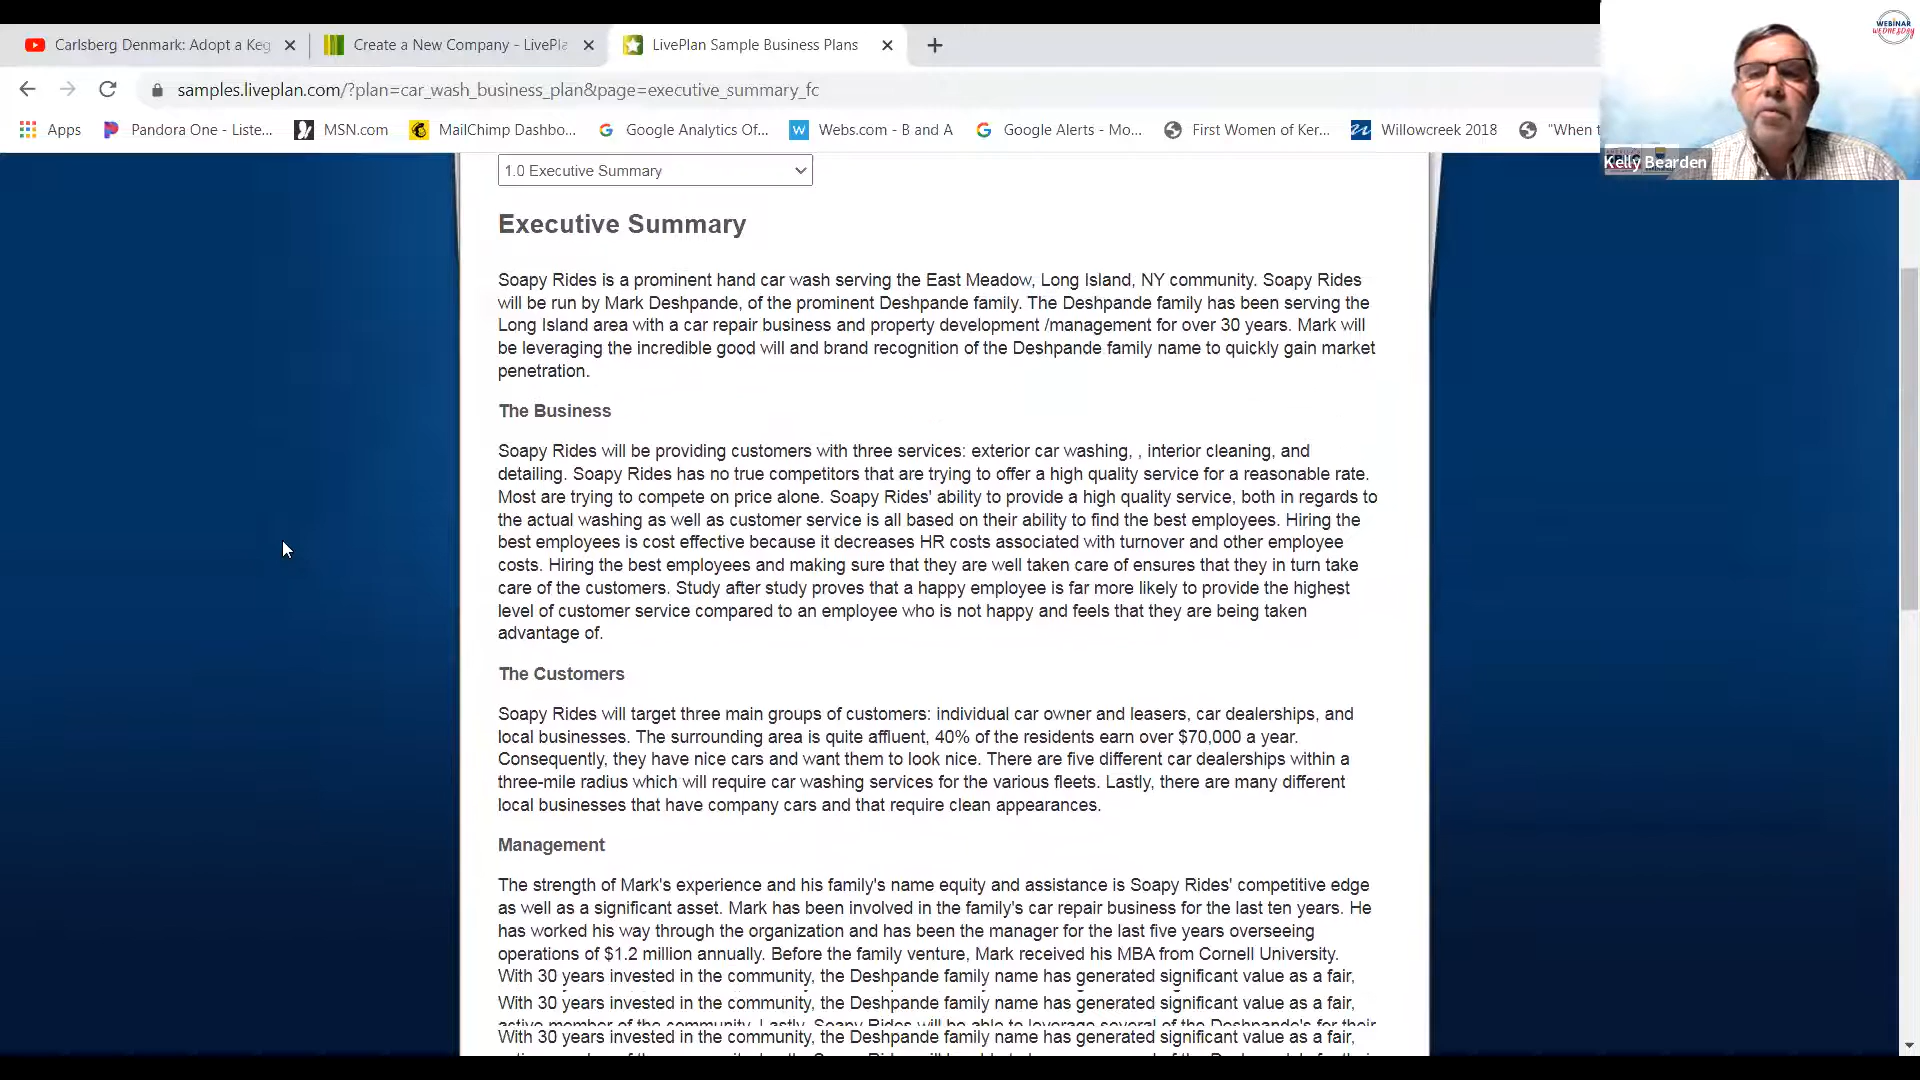 Carlsberg Denmark: Adopt a Keg
Create a New Company - LivePla
LivePlan Sample Business Plans
WEBINAR
WEDNESDAY
samples.liveplan.com/?plan=car_wash_business_plan&page=executive_summary_fc
Apps
Pandora One - Liste...
MSN.com
MailChimp Dashbo...
Google Analytics Of...
Webs.com - B and A
Google Alerts - Mo...
First Women of Ker...
Willowcreek 2018
"When t
Kelly Bearden
1.0 Executive Summary
Executive Summary
Soapy Rides is a prominent hand car wash serving the East Meadow, Long Island, NY community. Soapy Rides
will be run by Mark Deshpande, of the prominent Deshpande family. The Deshpande family has been serving the
Long Island area with a car repair business and property development /management for over 30 years. Mark will
be leveraging the incredible good will and brand recognition of the Deshpande family name to quickly gain market
penetration.
The Business
Soapy Rides will be providing customers with three services: exterior car washing, , interior cleaning, and
detailing. Soapy Rides has no true competitors that are trying to offer a high quality service for a reasonable rate.
Most are trying to compete on price alone. Soapy Rides' ability to provide a high quality service, both in regards to
the actual washing as well as customer service is all based on their ability to find the best employees. Hiring the
best employees is cost effective because it decreases HR costs associated with turnover and other employee
costs. Hiring the best employees and making sure that they are well taken care of ensures that they in turn take
care of the customers. Study after study proves that a happy employee is far more likely to provide the highest
level of customer service compared to an employee who is not happy and feels that they are being taken
advantage of.
The Customers
Soapy Rides will target three main groups of customers: individual car owner and leasers, car dealerships, and
local businesses. The surrounding area is quite affluent, 40% of the residents earn over $70,000 a year.
Consequently, they have nice cars and want them to look nice. There are five different car dealerships within a
three-mile radius which will require car washing services for the various fleets. Lastly, there are many different
local businesses that have company cars and that require clean appearances.
Management
The strength of Mark's experience and his family's name equity and assistance is Soapy Rides' competitive edge
as well as a significant asset. Mark has been involved in the family's car repair business for the last ten years. He
has worked his way through the organization and has been the manager for the last five years overseeing
operations of $1.2 million annually. Before the family venture, Mark received his MBA from Cornell University.
With 30 years invested in the community, the Deshpande family name has generated significant value as a fair,
With 30 years invested in the community, the Deshpande family name has generated significant value as a fair,
active member of the community. Lastly, Soapy Rides will be able to leverage several of the Deshpande's for their
With 30 years invested in the community, the Deshpande family name has generated significant value as a fair,